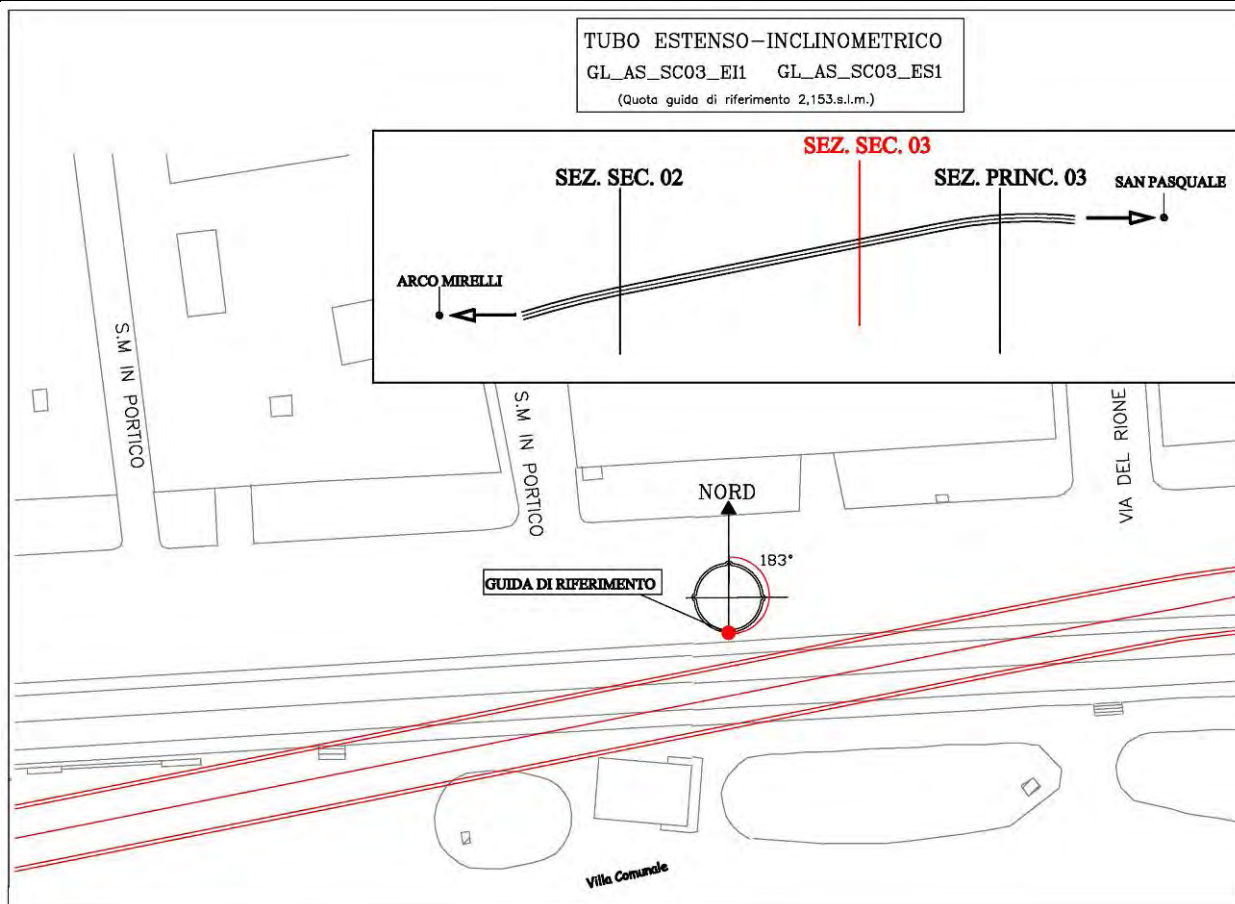 TUBO ESTENSO-INCLINOMETRICO
GL_AS_SC03_EI1 GL_AS_SC03_ES1
(Quota guida di riferimento 2,153.s.l.m.)
SEZ. SEC. 03
SEZ. SEC. 02
SEZ. PRINC. 03
SAN PASQUALE
ARCO MIRELLI
S.M IN PORTICO
S.M IN PORTICO
VIA DEL RIONE
NORD
183°
GUIDA DI RIFERIMENTO
Villa Comunale